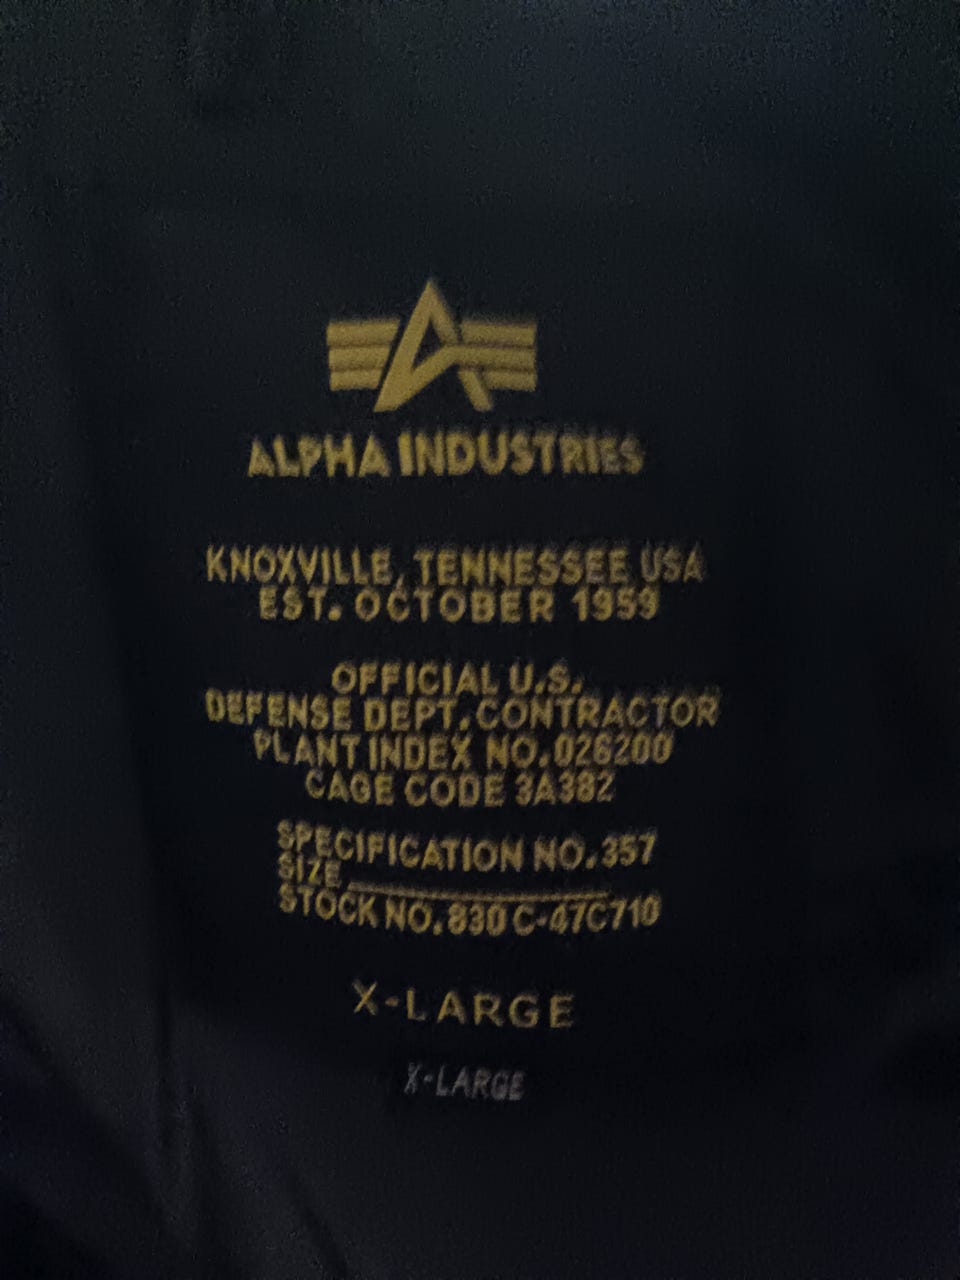 ALPHA INDUSTRIES
KNOXVILLE, TENNESSEE USA
EST. OCTOBER 1959
OFFICIAL U.S.
DEFENSE DEPT. CONTRACTOR
PLANT INDEX NO. 026200
CAGE CODE 3A382
SPECIFICATION NO. 357
SIZE
STOCK NO. 830 C-47C710
X-LARGE
X-LARGE